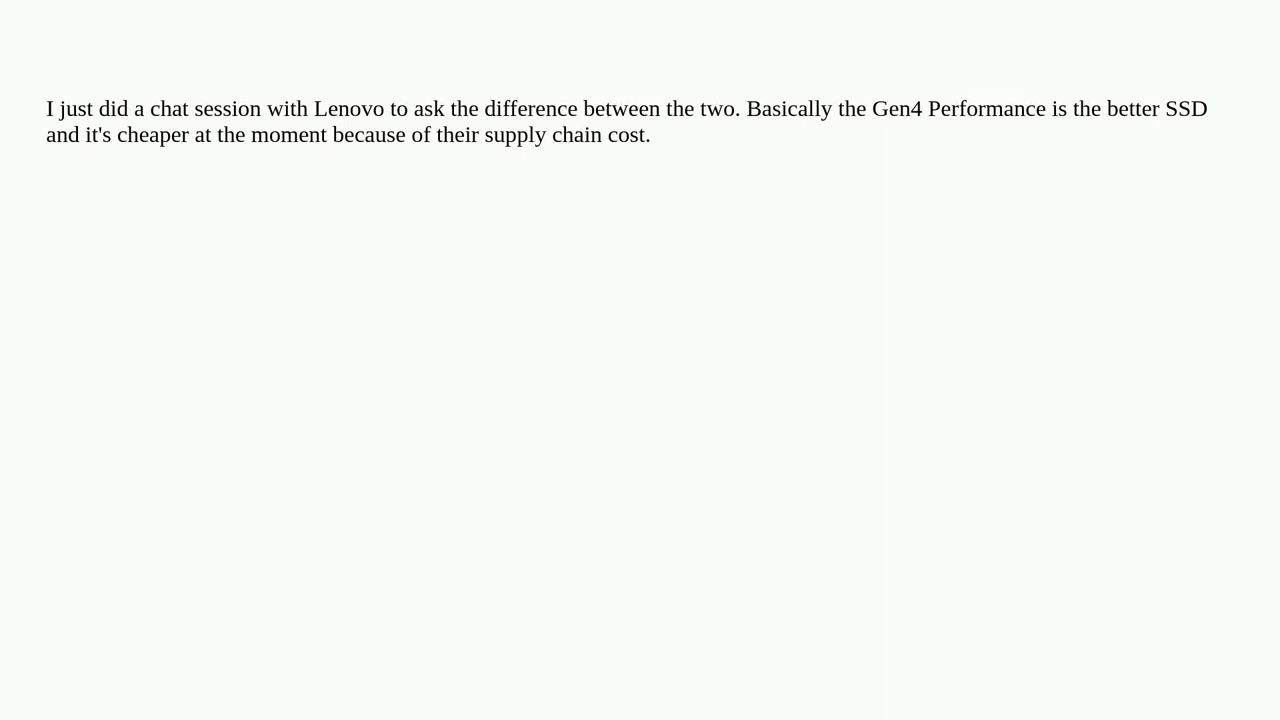 I just did a chat session with Lenovo to ask the difference between the two. Basically the Gen4 Performance is the better SSD
and it's cheaper at the moment because of their supply chain cost.